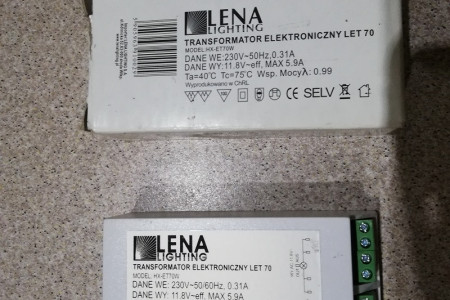 LENA
LIGHTING
TRANSFORMATOR ELEKTRONICZNY LET 70
MODEL: HX-ET70W
DANE WE: 230V~50Hz, 0.31A
DANE WY: 11.8V~eff, MAX 5.9A
Ta=40°C Tc=75°C Wsp. Mocyλ: 0.99
Wyprodukowano w ChRL
CE SELV
LENA
LIGHTING
TRANSFORMATOR ELEKTRONICZNY LET 70
MODEL: HX-ET70W
DANE WE: 230V~50/60Hz, 0.31A
DANE WY: 11.8V~eff, MAX 5.9A